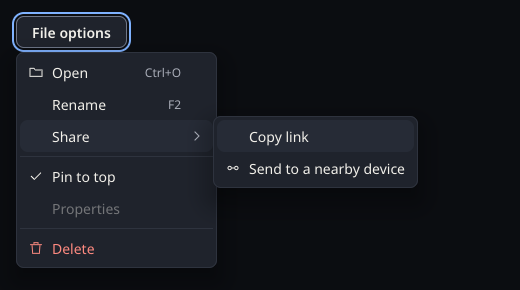 File options
Open Ctrl+O
Rename F2
Share
Copy link
Send to a nearby device
Pin to top
Properties
Delete